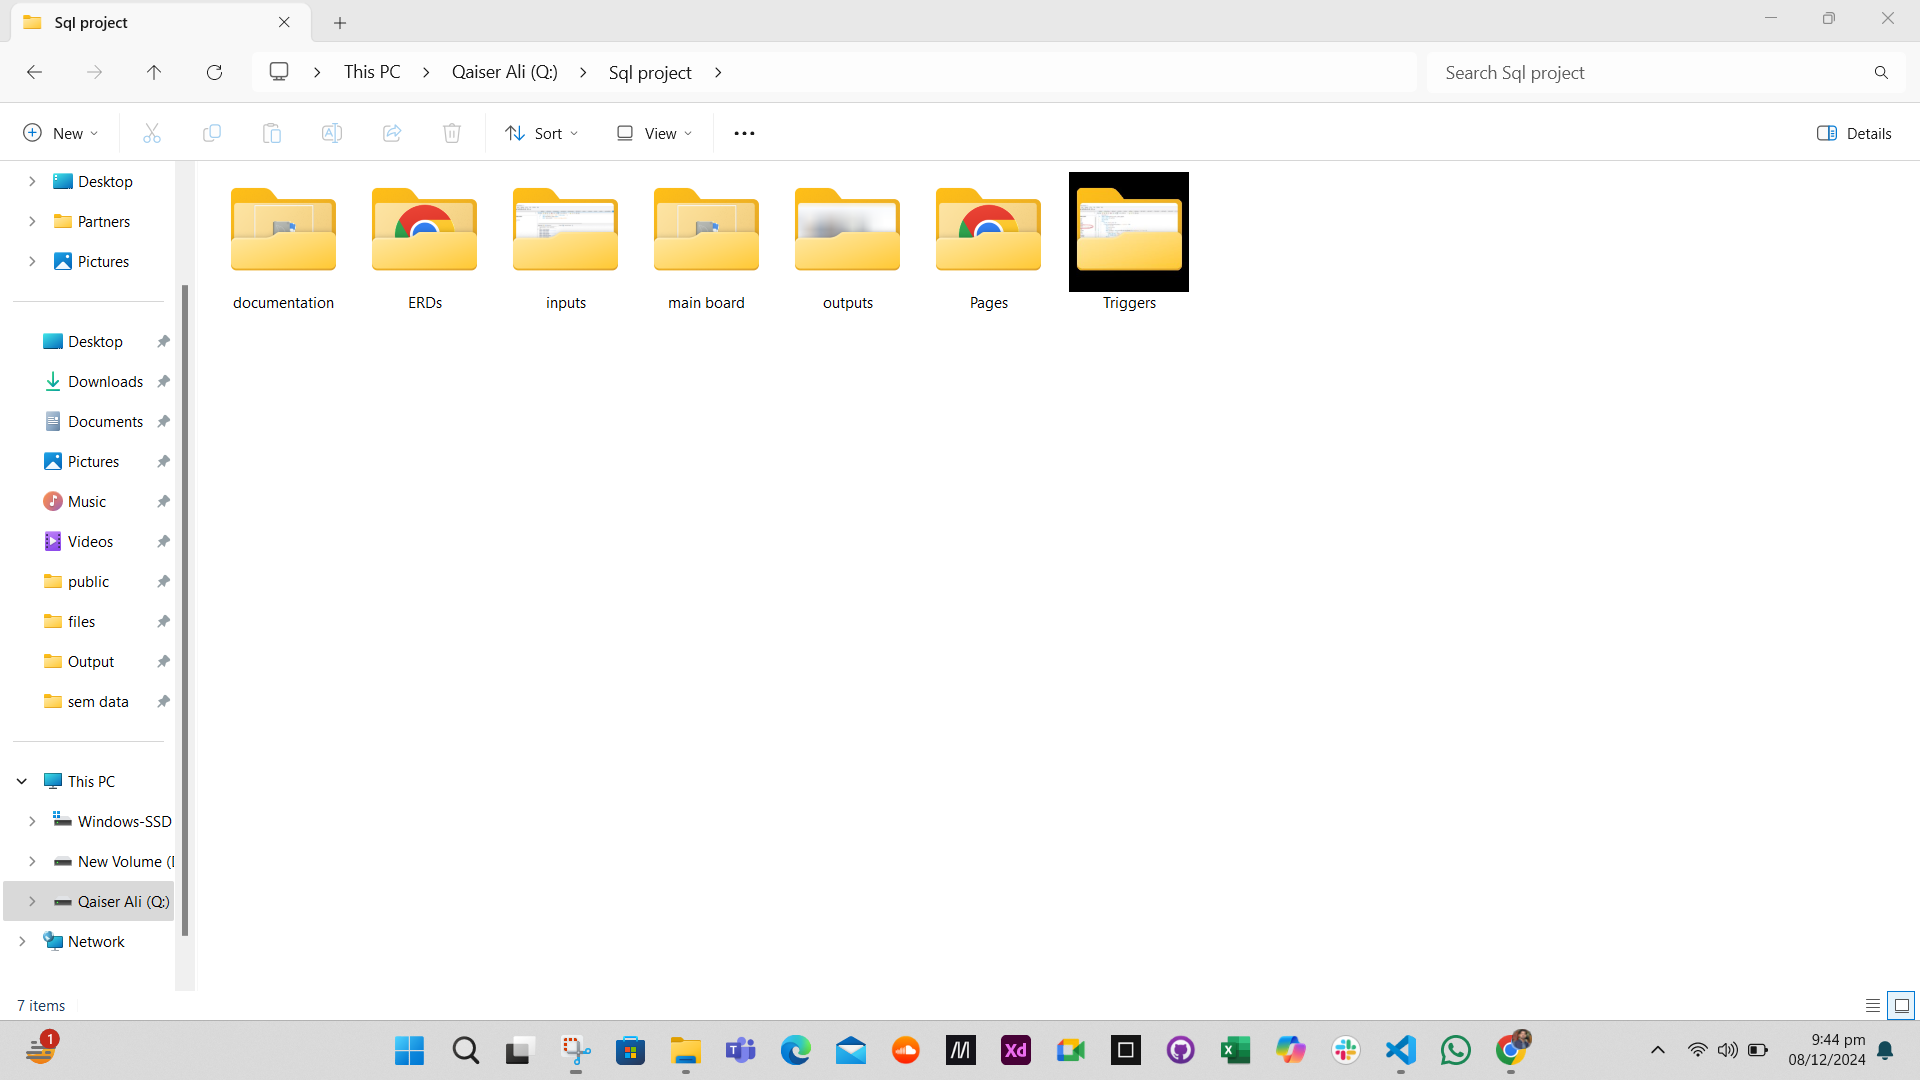 Sql project
This PC
Qaiser Ali (Q:)
Sql project
Search Sql project
New
Sort
View
Details
Desktop
Partners
Pictures
Desktop
Downloads
Documents
Pictures
Music
Videos
public
files
Output
sem data
This PC
Windows-SSD
New Volume (
Qaiser Ali (Q:)
Network
documentation
ERDs
inputs
main board
outputs
Pages
Triggers
7 items
1
Xd
9:44 pm
08/12/2024